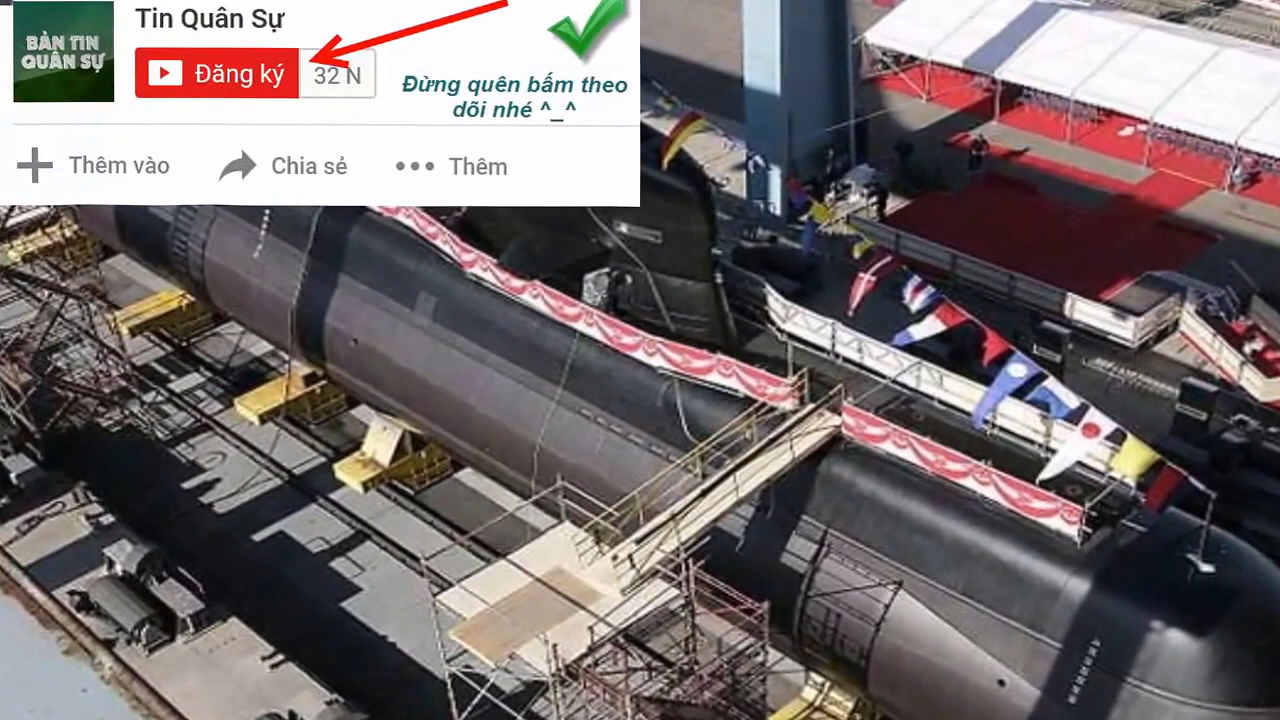 BẢN TIN
QUÂN SỰ
Tin Quân Sự
Đăng ký
32 N
Đừng quên bấm theo
dõi nhé ^_^
Thêm vào
Chia sẻ
Thêm